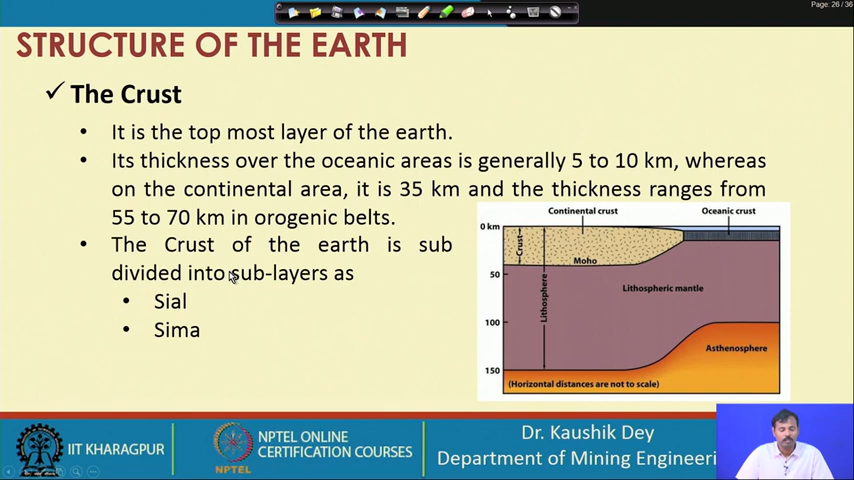 Page: 26 / 36
STRUCTURE OF THE EARTH
✓ The Crust
• It is the top most layer of the earth.
• Its thickness over the oceanic areas is generally 5 to 10 km, whereas
on the continental area, it is 35 km and the thickness ranges from
55 to 70 km in orogenic belts.
• The Crust of the earth is sub
divided into sub-layers as
• Sial
• Sima
Continental crust
Oceanic crust
0 km
Crust
Moho
50
Lithosphere
Lithospheric mantle
100
Asthenosphere
150
(Horizontal distances are not to scale)
IIT KHARAGPUR
NPTEL
NPTEL ONLINE
CERTIFICATION COURSES
Dr. Kaushik Dey
Department of Mining Engineeri